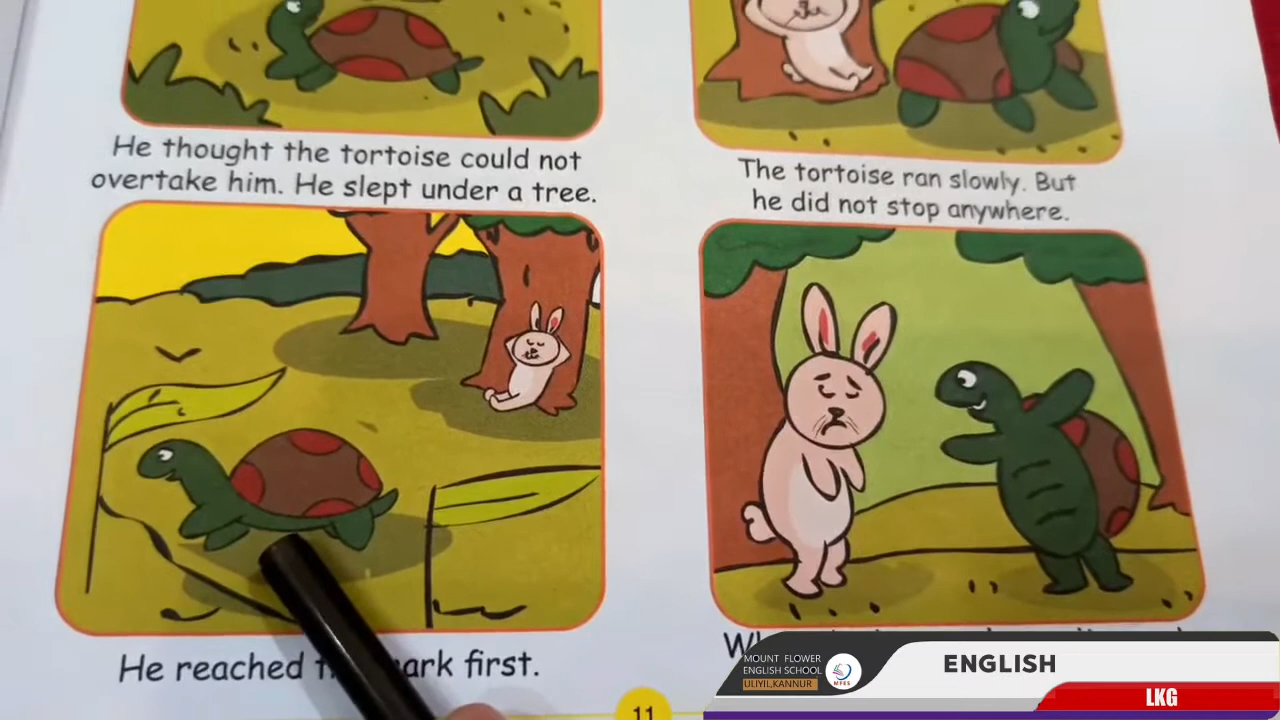 He thought the tortoise could not
overtake him. He slept under a tree.
The tortoise ran slowly. But
he did not stop anywhere.
He reached first.
11
MOUNT FLOWER
ENGLISH SCHOOL
ULIYIL,KANNUR
MFES
ENGLISH
LKG